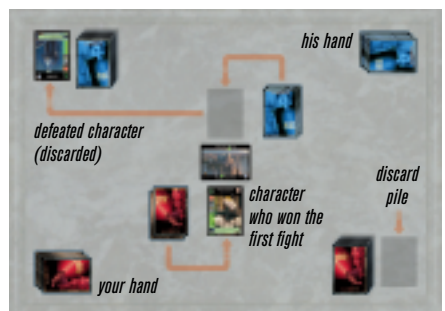 his hand
defeated character
(discarded)
character
who won the
first fight
discard
pile
your hand